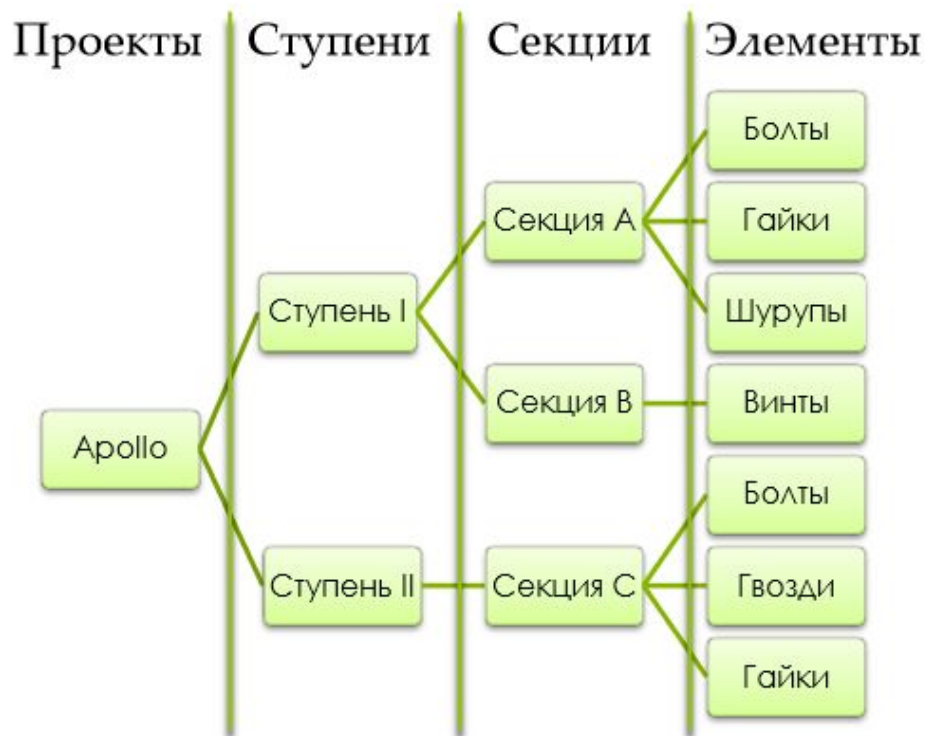 Проекты Ступени Секции Элементы
Болты
Секция A Гайки
Ступень I Шурупы
Секция B Винты
Apollo
Болты
Ступень II Секция C Гвозди
Гайки